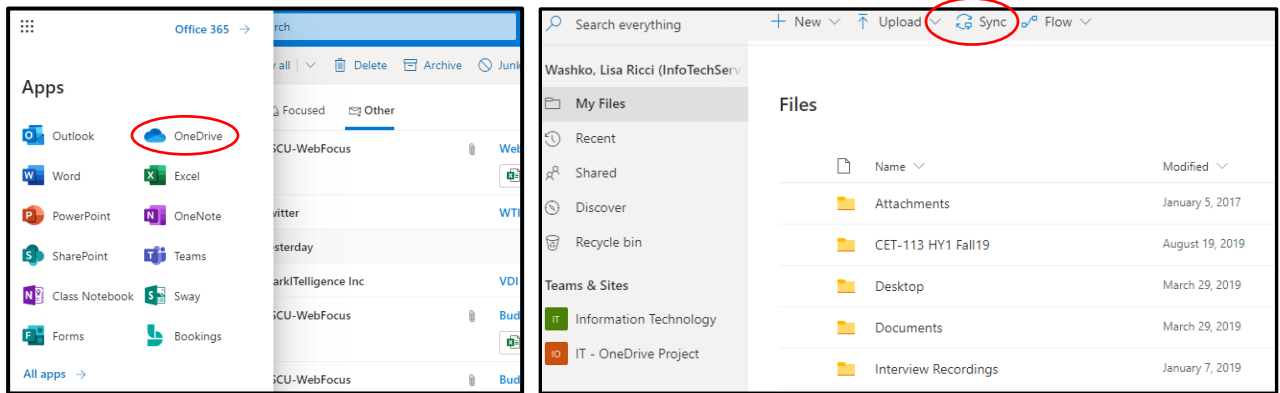 Office 365 →
rch
Apps
all Delete Archive Junk
Focused Other
Outlook OneDrive
SCU-WebFocus
Word Excel
PowerPoint OneNote
witter WTI
SharePoint Teams
sterday
Class Notebook Sway
arkITelligence Inc VDI
SCU-WebFocus Bud
Forms Bookings
All apps →
SCU-WebFocus Bud
Search everything
+ New Upload Sync Flow
Washko, Lisa Ricci (InfoTechServ
My Files
Recent
Shared
Discover
Recycle bin
Teams & Sites
IT Information Technology
IO IT - OneDrive Project
Files
Name Modified
Attachments January 5, 2017
CET-113 HY1 Fall19 August 19, 2019
Desktop March 29, 2019
Documents March 29, 2019
Interview Recordings January 7, 2019